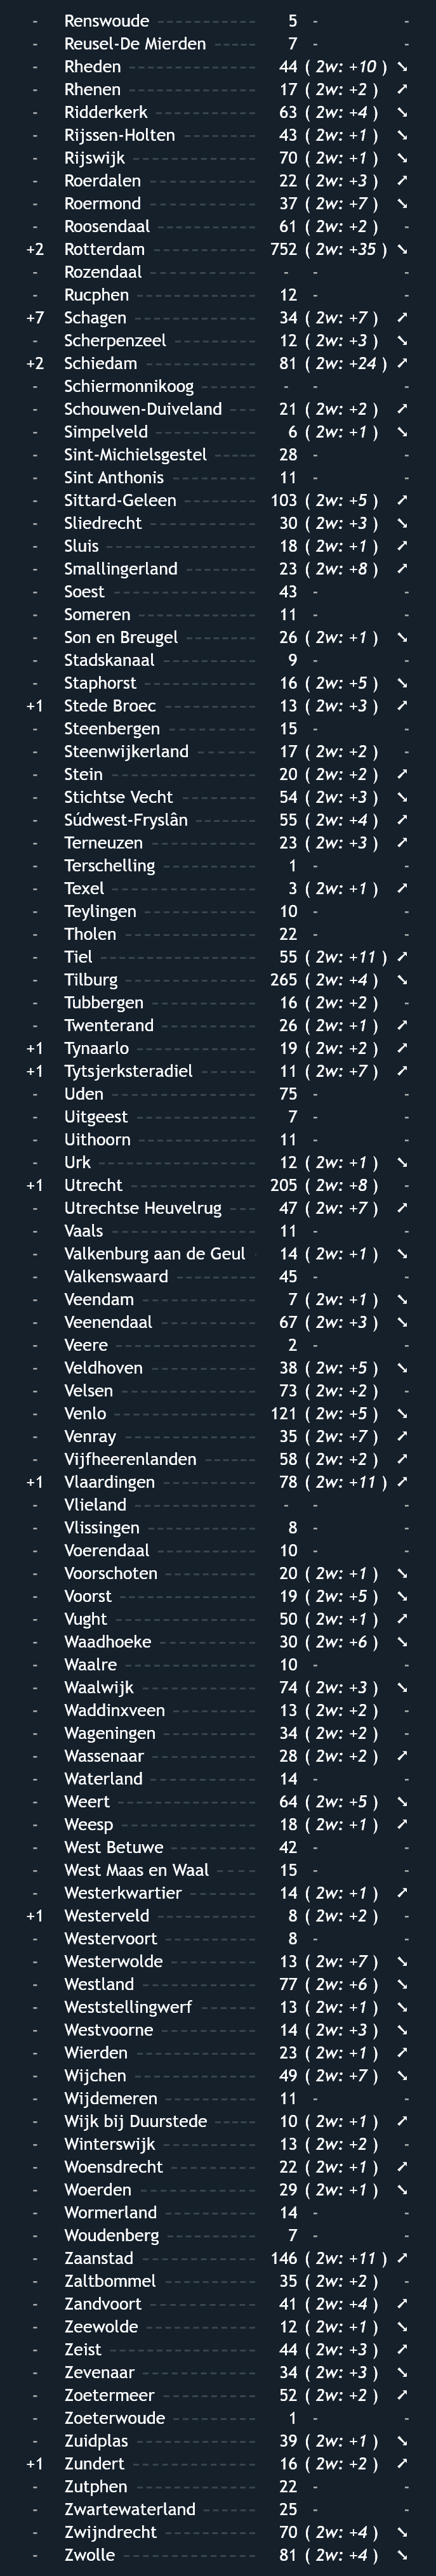 - Renswoude 5 - -
- Reusel-De Mierden 7 - -
- Rheden 44 ( 2w: +10 ) ➘
- Rhenen 17 ( 2w: +2 ) ➚
- Ridderkerk 63 ( 2w: +4 ) ➘
- Rijssen-Holten 43 ( 2w: +1 ) ➘
- Rijswijk 70 ( 2w: +1 ) ➘
- Roerdalen 22 ( 2w: +3 ) ➚
- Roermond 37 ( 2w: +7 ) ➘
- Roosendaal 61 ( 2w: +2 ) -
+2 Rotterdam 752 ( 2w: +35 ) ➘
- Rozendaal - - -
- Rucphen 12 - -
+7 Schagen 34 ( 2w: +7 ) ➚
- Scherpenzeel 12 ( 2w: +3 ) ➘
+2 Schiedam 81 ( 2w: +24 ) ➚
- Schiermonnikoog - - -
- Schouwen-Duiveland 21 ( 2w: +2 ) ➚
- Simpelveld 6 ( 2w: +1 ) ➘
- Sint-Michielsgestel 28 - -
- Sint Anthonis 11 - -
- Sittard-Geleen 103 ( 2w: +5 ) ➚
- Sliedrecht 30 ( 2w: +3 ) ➘
- Sluis 18 ( 2w: +1 ) ➚
- Smallingerland 23 ( 2w: +8 ) ➚
- Soest 43 - -
- Someren 11 - -
- Son en Breugel 26 ( 2w: +1 ) ➘
- Stadskanaal 9 - -
- Staphorst 16 ( 2w: +5 ) ➘
+1 Stede Broec 13 ( 2w: +3 ) ➚
- Steenbergen 15 - -
- Steenwijkerland 17 ( 2w: +2 ) -
- Stein 20 ( 2w: +2 ) ➚
- Stichtse Vecht 54 ( 2w: +3 ) ➘
- Súdwest-Fryslân 55 ( 2w: +4 ) ➚
- Terneuzen 23 ( 2w: +3 ) ➚
- Terschelling 1 - -
- Texel 3 ( 2w: +1 ) ➚
- Teylingen 10 - -
- Tholen 22 - -
- Tiel 55 ( 2w: +11 ) ➚
- Tilburg 265 ( 2w: +4 ) ➘
- Tubbergen 16 ( 2w: +2 ) -
- Twenterand 26 ( 2w: +1 ) ➚
+1 Tynaarlo 19 ( 2w: +2 ) ➚
+1 Tytsjerksteradiel 11 ( 2w: +7 ) ➚
- Uden 75 - -
- Uitgeest 7 - -
- Uithoorn 11 - -
- Urk 12 ( 2w: +1 ) ➘
+1 Utrecht 205 ( 2w: +8 ) -
- Utrechtse Heuvelrug 47 ( 2w: +7 ) ➚
- Vaals 11 - -
- Valkenburg aan de Geul 14 ( 2w: +1 ) ➘
- Valkenswaard 45 - -
- Veendam 7 ( 2w: +1 ) ➘
- Veenendaal 67 ( 2w: +3 ) ➘
- Veere 2 - -
- Veldhoven 38 ( 2w: +5 ) ➘
- Velsen 73 ( 2w: +2 ) -
- Venlo 121 ( 2w: +5 ) ➘
- Venray 35 ( 2w: +7 ) ➚
- Vijfheerenlanden 58 ( 2w: +2 ) ➚
+1 Vlaardingen 78 ( 2w: +11 ) ➚
- Vlieland - - -
- Vlissingen 8 - -
- Voerendaal 10 - -
- Voorschoten 20 ( 2w: +1 ) ➘
- Voorst 19 ( 2w: +5 ) ➘
- Vught 50 ( 2w: +1 ) ➚
- Waadhoeke 30 ( 2w: +6 ) ➘
- Waalre 10 - -
- Waalwijk 74 ( 2w: +3 ) ➘
- Waddinxveen 13 ( 2w: +2 ) -
- Wageningen 34 ( 2w: +2 ) -
- Wassenaar 28 ( 2w: +2 ) ➚
- Waterland 14 - -
- Weert 64 ( 2w: +5 ) ➘
- Weesp 18 ( 2w: +1 ) ➚
- West Betuwe 42 - -
- West Maas en Waal 15 - -
- Westerkwartier 14 ( 2w: +1 ) ➚
+1 Westerveld 8 ( 2w: +2 ) -
- Westervoort 8 - -
- Westerwolde 13 ( 2w: +7 ) ➘
- Westland 77 ( 2w: +6 ) ➘
- Weststellingwerf 13 ( 2w: +1 ) ➘
- Westvoorne 14 ( 2w: +3 ) ➘
- Wierden 23 ( 2w: +1 ) ➚
- Wijchen 49 ( 2w: +7 ) ➘
- Wijdemeren 11 - -
- Wijk bij Duurstede 10 ( 2w: +1 ) ➚
- Winterswijk 13 ( 2w: +2 ) -
- Woensdrecht 22 ( 2w: +1 ) ➚
- Woerden 29 ( 2w: +1 ) ➘
- Wormerland 14 - -
- Woudenberg 7 - -
- Zaanstad 146 ( 2w: +11 ) ➚
- Zaltbommel 35 ( 2w: +2 ) -
- Zandvoort 41 ( 2w: +4 ) ➚
- Zeewolde 12 ( 2w: +1 ) ➘
- Zeist 44 ( 2w: +3 ) ➚
- Zevenaar 34 ( 2w: +3 ) ➘
- Zoetermeer 52 ( 2w: +2 ) ➚
- Zoeterwoude 1 - -
- Zuidplas 39 ( 2w: +1 ) ➘
+1 Zundert 16 ( 2w: +2 ) ➚
- Zutphen 22 - -
- Zwartewaterland 25 - -
- Zwijndrecht 70 ( 2w: +4 ) ➘
- Zwolle 81 ( 2w: +4 ) ➘